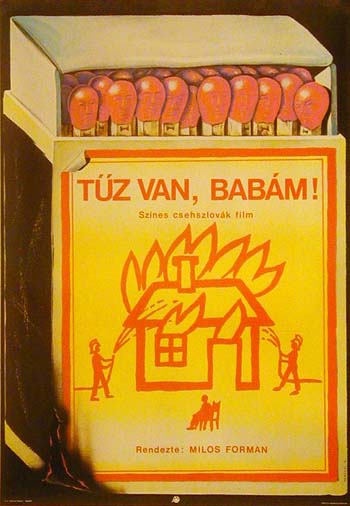 TŰZ VAN, BABÁM!
Színes csehszlovák film
Rendezte: MILOS FORMAN